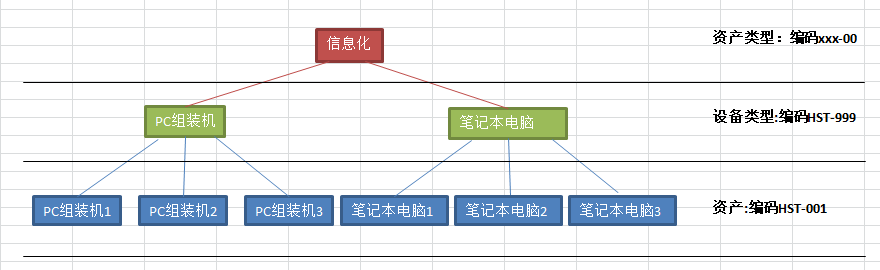 信息化
资产类型：编码xxx-00
PC组装机
笔记本电脑
设备类型:编码HST-999
PC组装机1
PC组装机2
PC组装机3
笔记本电脑1
笔记本电脑2
笔记本电脑3
资产:编码HST-001